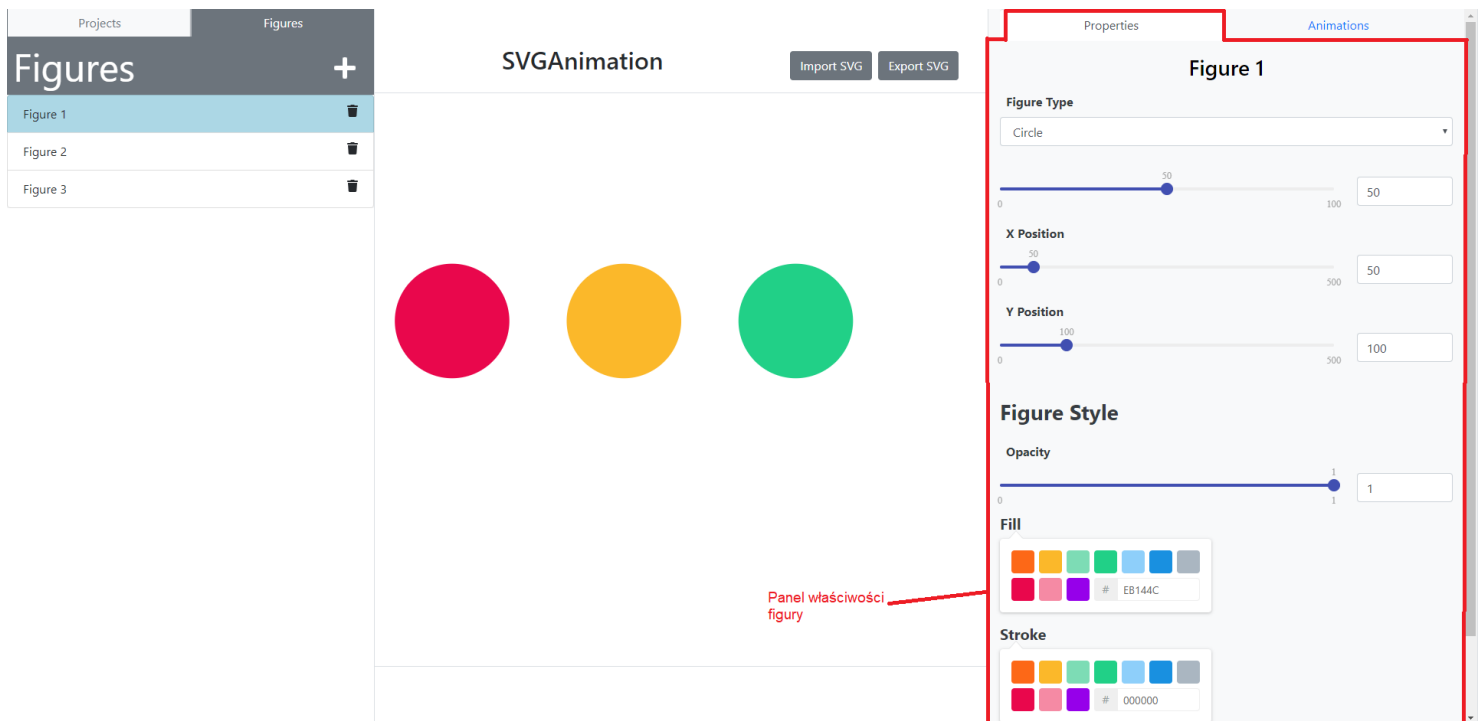 Projects
Figures
Figures
+
Figure 1
Figure 2
Figure 3
SVGAnimation
Import SVG
Export SVG
Properties
Animations
Figure 1
Figure Type
Circle
50
0
100
50
X Position
50
0
500
50
Y Position
100
0
500
100
Figure Style
Opacity
1
0
1
1
Fill
# EB144C
Panel właściwości
figury
Stroke
# 000000